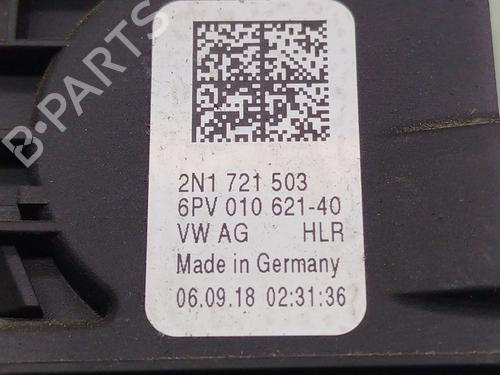 B-PARTS
2N1 721 503
6PV 010 621-40
VW AG HLR
Made in Germany
06.09.18 02:31:36